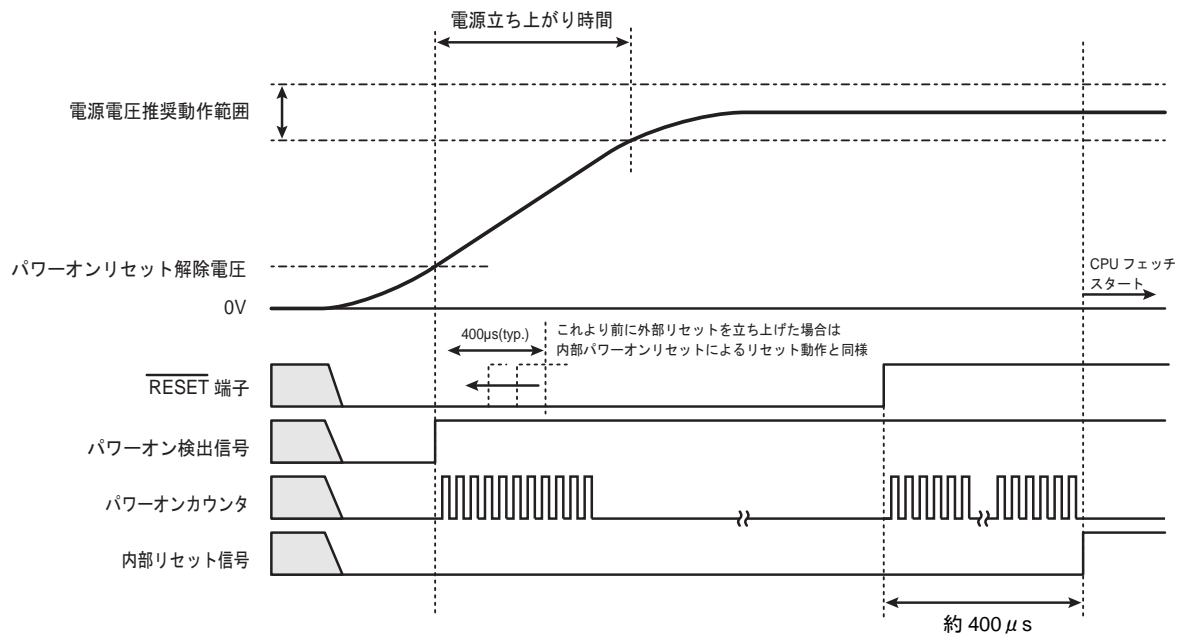 電源立ち上がり時間
電源電圧推奨動作範囲
パワーオンリセット解除電圧
0V
CPU フェッチ
スタート
400μs(typ.)
これより前に外部リセットを立ち上げた場合は
内部パワーオンリセットによるリセット動作と同様
RESET 端子
パワーオン検出信号
パワーオンカウンタ
内部リセット信号
約 400 μ s